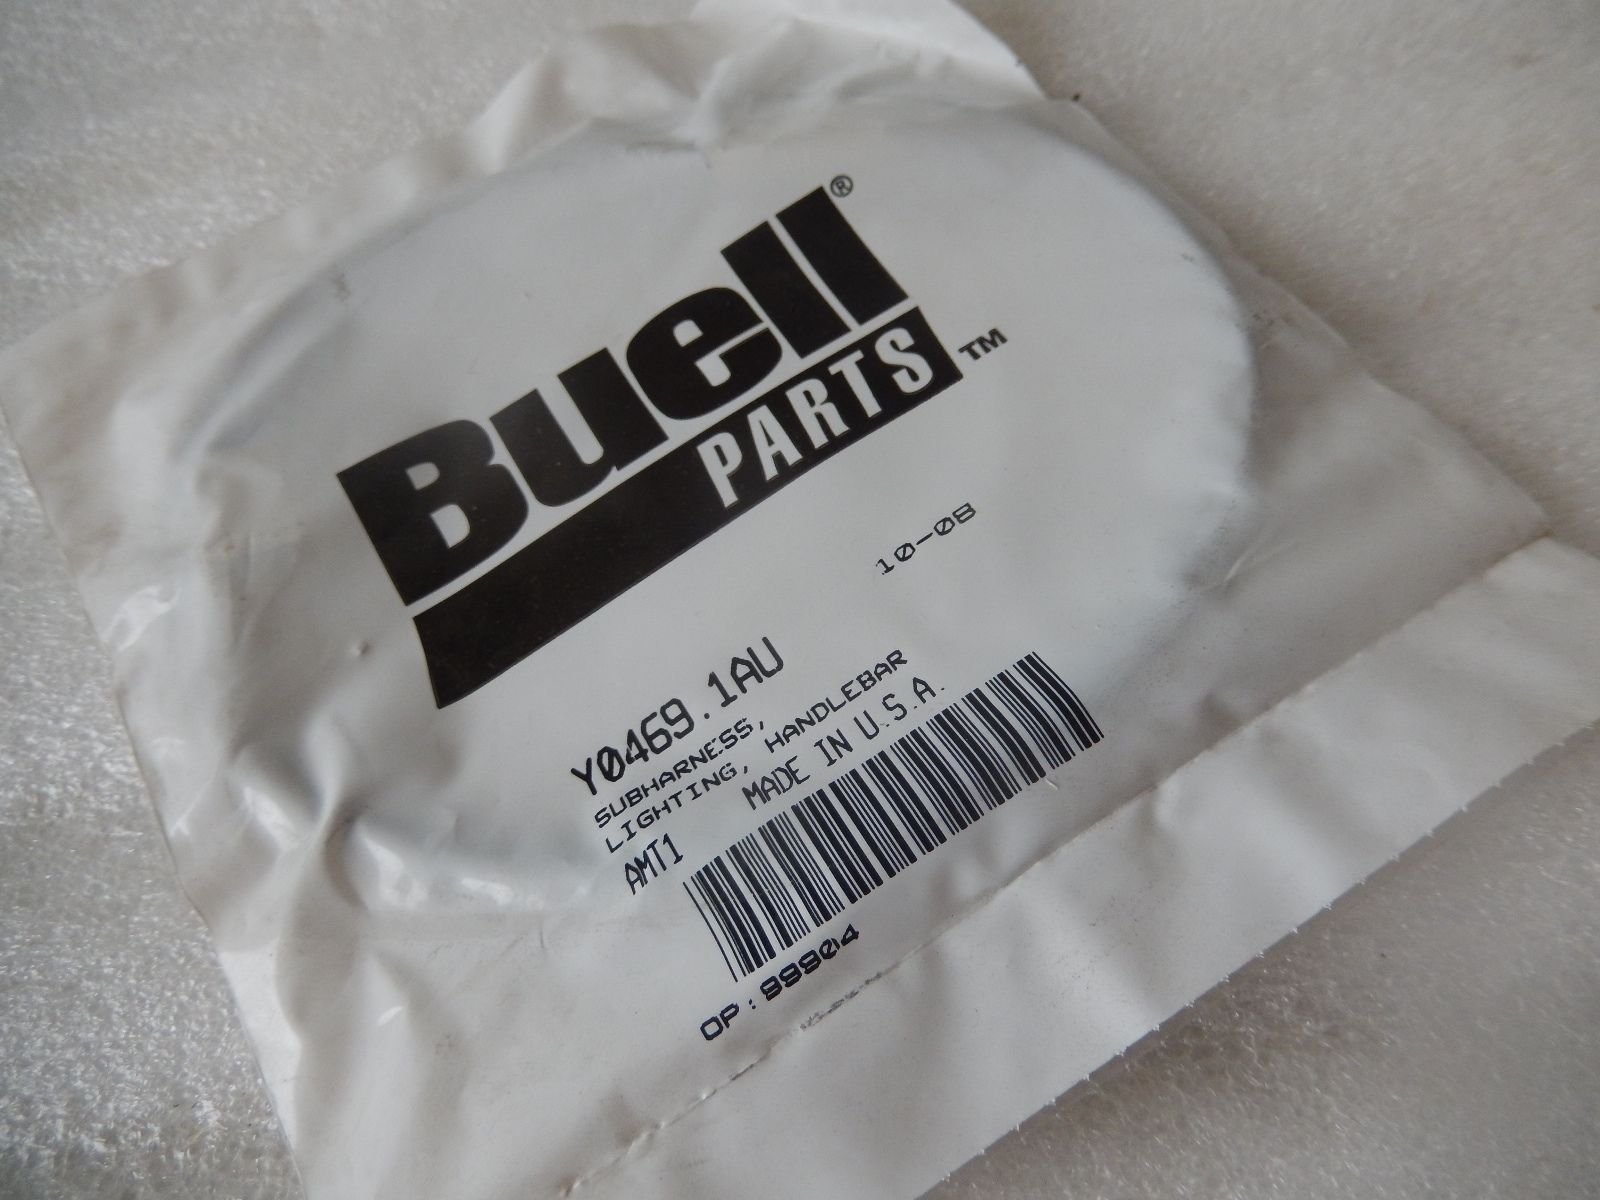 Buell®
PARTS™
10-08
Y0469.1AU
SUBHARNESS,
LIGHTING, HANDLEBAR
AMT1 MADE IN U.S.A.
OP:99904